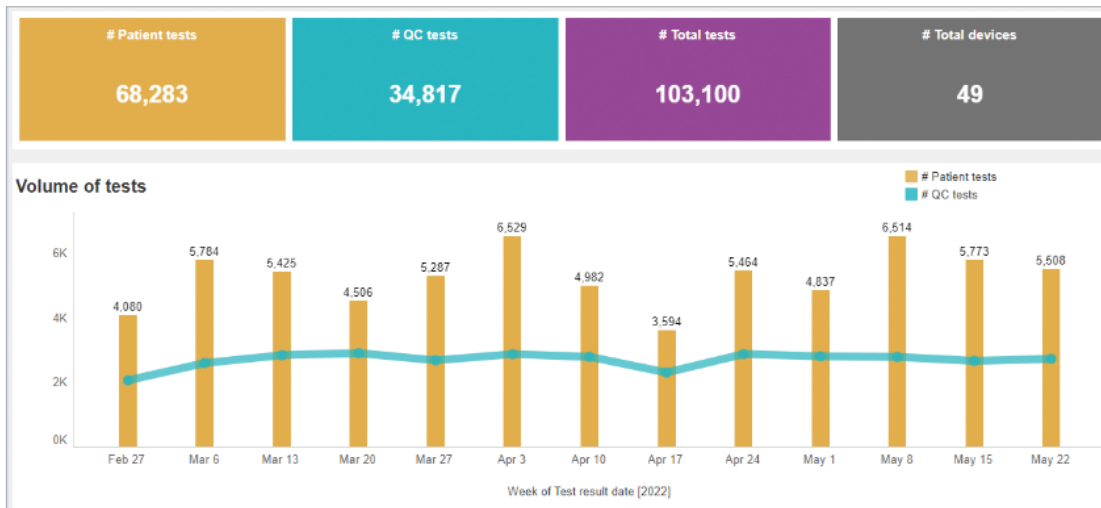 # Patient tests
68,283
# QC tests
34,817
# Total tests
103,100
# Total devices
49
Volume of tests
# Patient tests
# QC tests
6K
4K
2K
0K
4,080
5,784
5,425
4,506
5,287
6,529
4,982
3,594
5,464
4,837
6,514
5,773
5,508
Feb 27
Mar 6
Mar 13
Mar 20
Mar 27
Apr 3
Apr 10
Apr 17
Apr 24
May 1
May 8
May 15
May 22
Week of Test result date [2022]